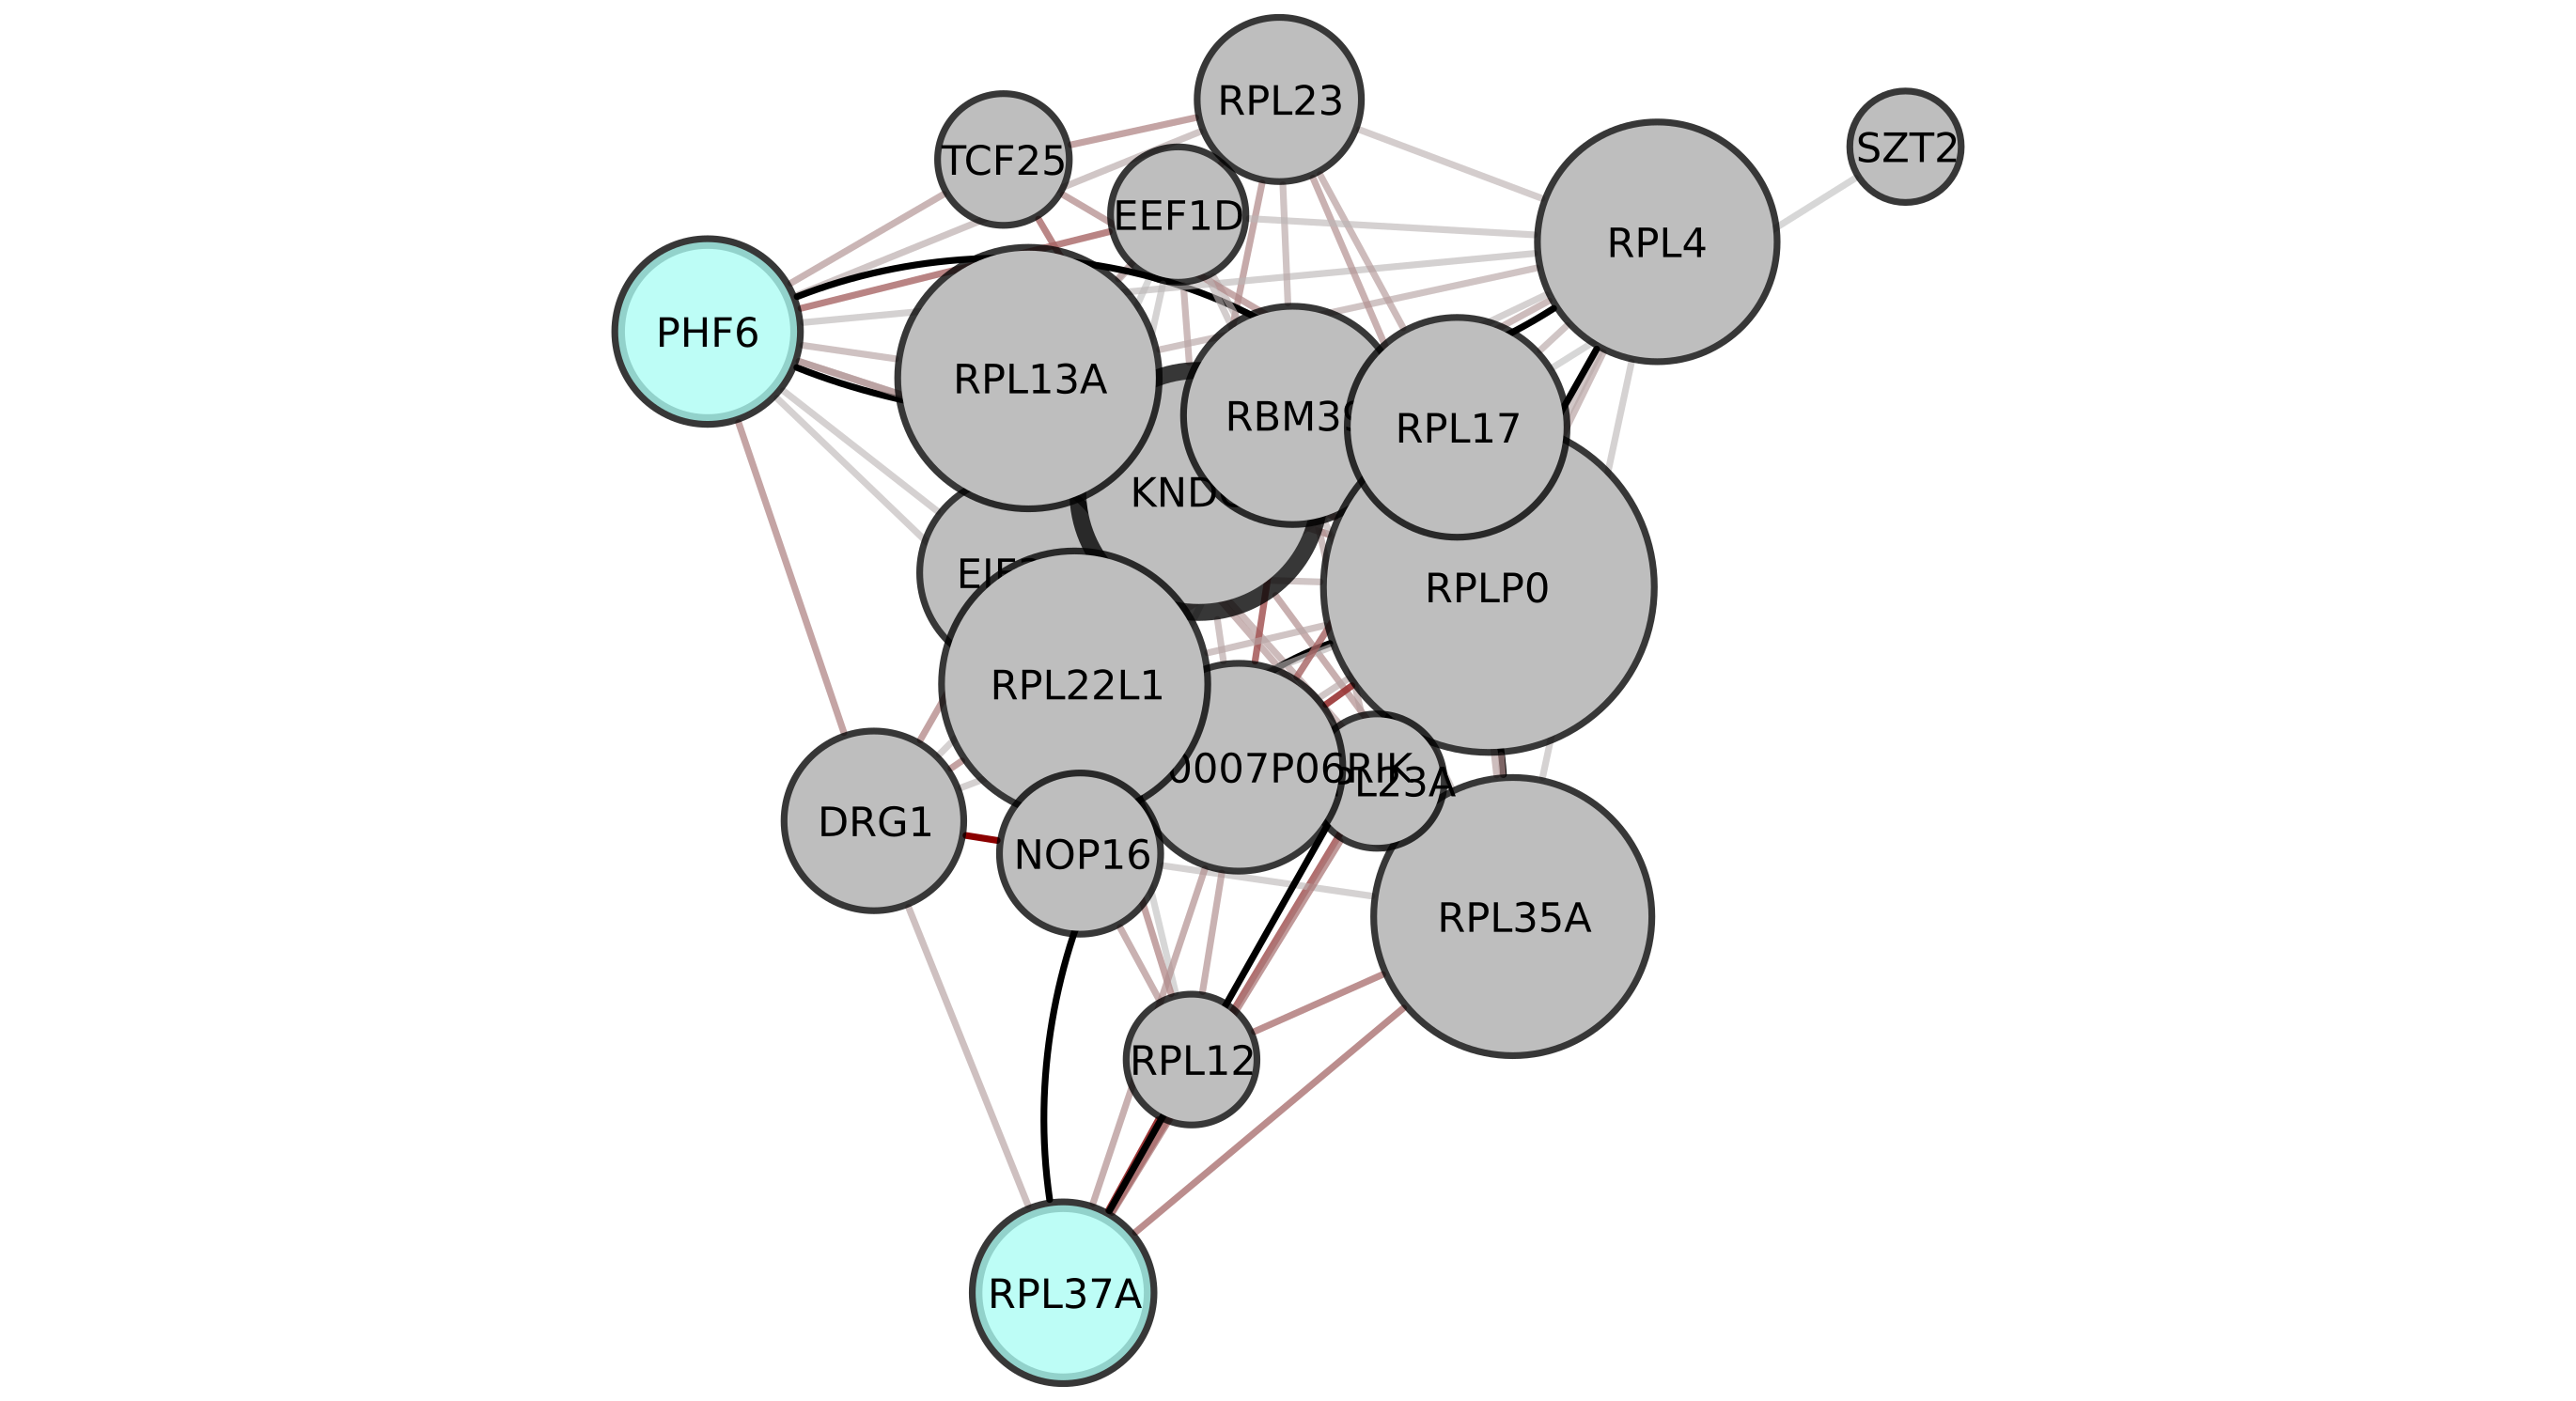 RPL23
TCF25
SZT2
EEF1D
RPL4
PHF6
RPL13A
RBM39
RPL17
KND
RPLP0
RPL22L1
0007P06RIK
L23A
DRG1
NOP16
RPL35A
RPL12
RPL37A